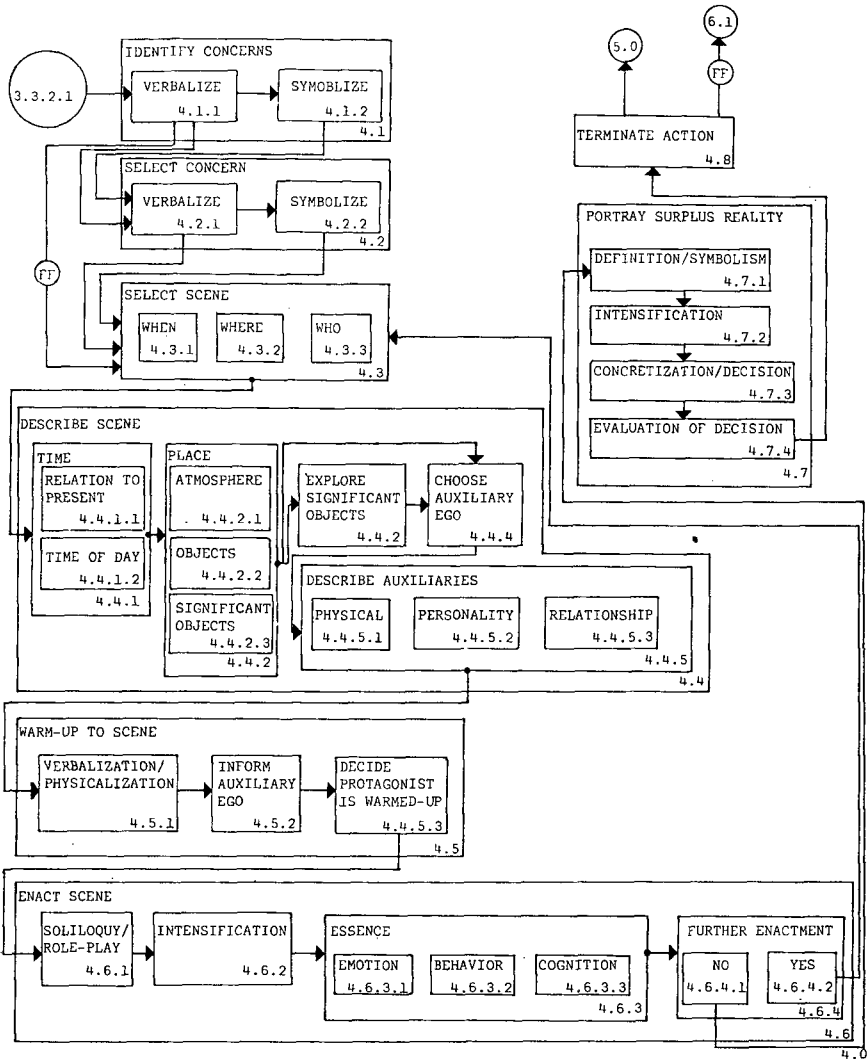 IDENTIFY CONCERNS
3.3.2.1
VERBALIZE
4.1.1
SYMOBLIZE
4.1.2
4.1
SELECT CONCERN
VERBALIZE
4.2.1
SYMBOLIZE
4.2.2
4.2
FF
SELECT SCENE
WHEN
4.3.1
WHERE
4.3.2
WHO
4.3.3
4.3
5.0
6.1
FF
TERMINATE ACTION
4.8
PORTRAY SURPLUS REALITY
DEFINITION/SYMBOLISM
4.7.1
INTENSIFICATION
4.7.2
CONCRETIZATION/DECISION
4.7.3
EVALUATION OF DECISION
4.7.4
4.7
DESCRIBE SCENE
TIME
RELATION TO
PRESENT
4.4.1.1
TIME OF DAY
4.4.1.2
4.4.1
PLACE
ATMOSPHERE
4.4.2.1
OBJECTS
4.4.2.2
SIGNIFICANT
OBJECTS
4.4.2.3
4.4.2
EXPLORE
SIGNIFICANT
OBJECTS
4.4.2
CHOOSE
AUXILIARY
EGO
4.4.4
DESCRIBE AUXILIARIES
PHYSICAL
4.4.5.1
PERSONALITY
4.4.5.2
RELATIONSHIP
4.4.5.3
4.4.5
4.4
WARM-UP TO SCENE
VERBALIZATION/
PHYSICALIZATION
4.5.1
INFORM
AUXILIARY
EGO
4.5.2
DECIDE
PROTAGONIST
IS WARMED-UP
4.4.5.3
4.5
ENACT SCENE
SOLILOQUY/
ROLE-PLAY
4.6.1
INTENSIFICATION
4.6.2
ESSENCE
EMOTION
4.6.3.1
BEHAVIOR
4.6.3.2
COGNITION
4.6.3.3
4.6.3
FURTHER ENACTMENT
NO
4.6.4.1
YES
4.6.4.2
4.6.4
4.6
4.0